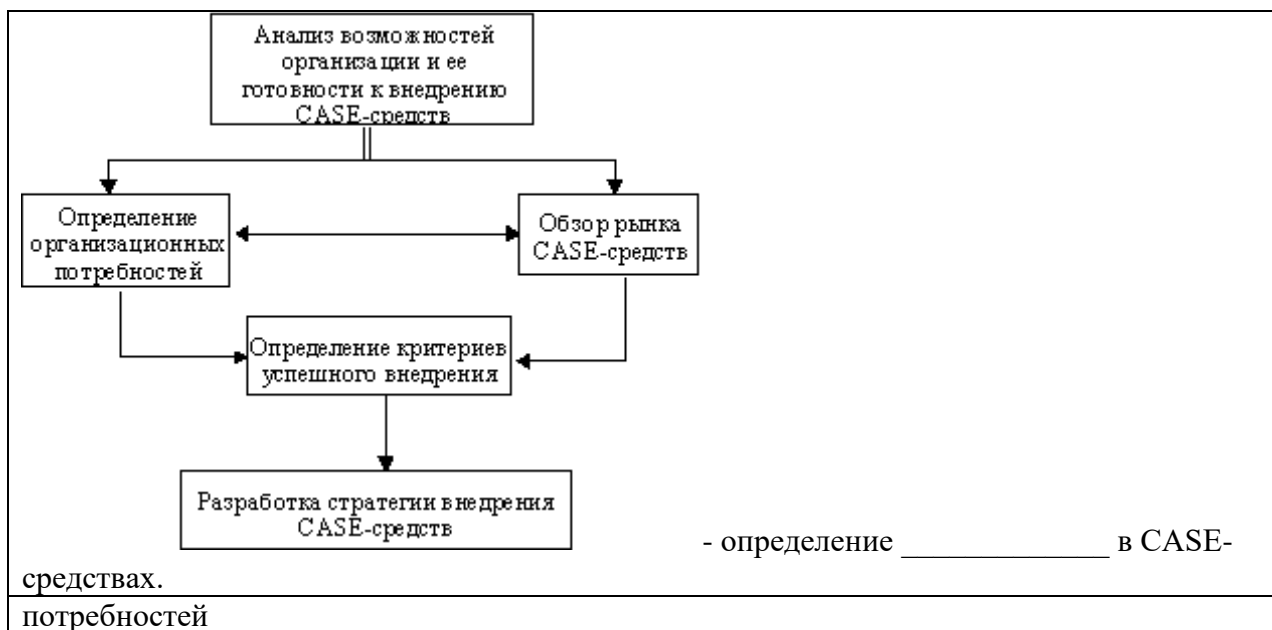 Анализ возможностей
организации и ее
готовности к внедрению
CASE-средств
Определение
организационных
потребностей
Обзор рынка
CASE-средств
Определение критериев
успешного внедрения
Разработка стратегии внедрения
CASE-средств
- определение _____________ в CASE-
средствах.
потребностей